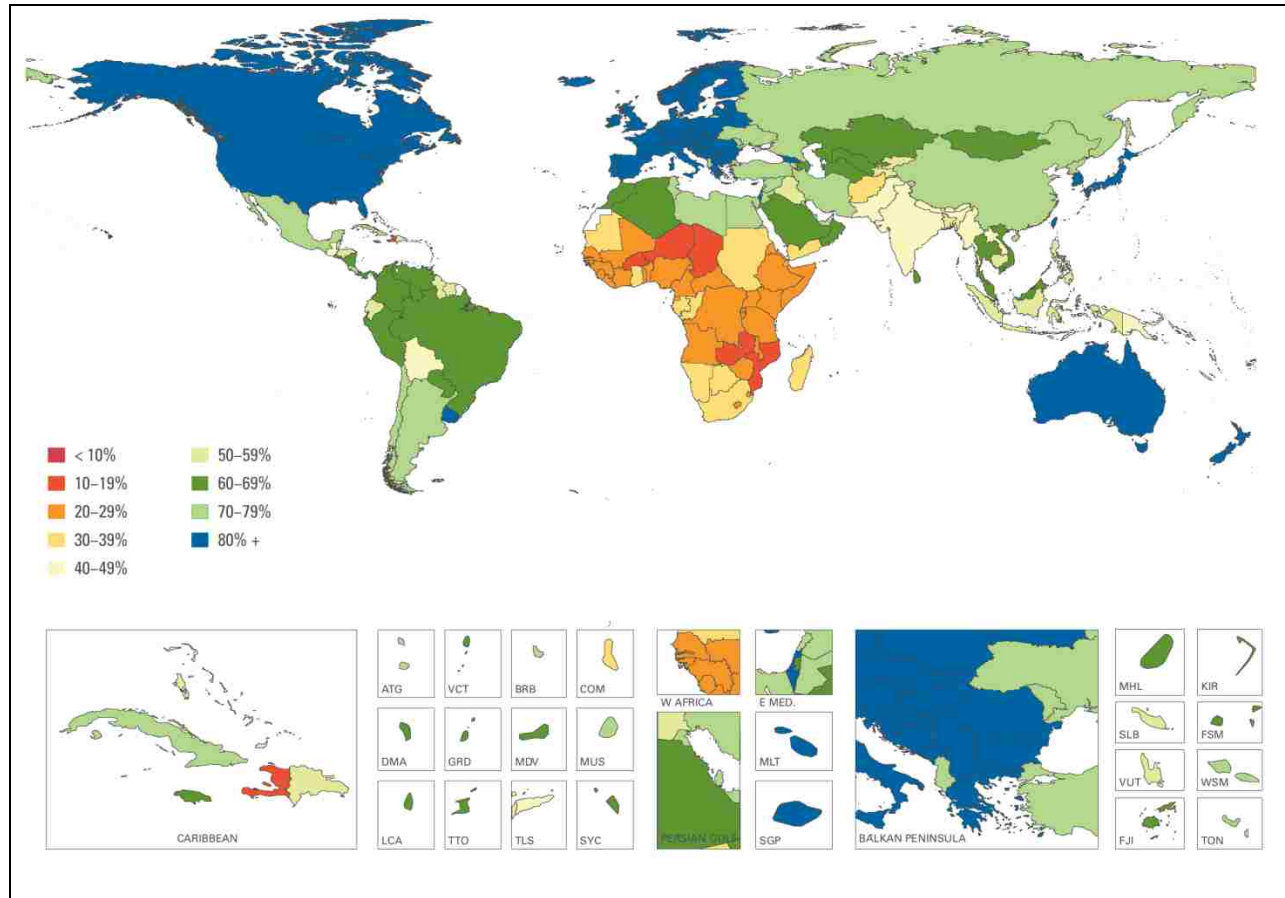 < 10%
10–19%
20–29%
30–39%
40–49%
50–59%
60–69%
70–79%
80% +
CARIBBEAN
ATG
VCT
BRB
COM
DMA
GRD
MDV
MUS
LCA
TTO
TLS
SYC
W AFRICA
E MED.
PERSIAN GULF
MLT
SGP
BALKAN PENINSULA
MHL
KIR
SLB
FSM
VUT
WSM
FJI
TON